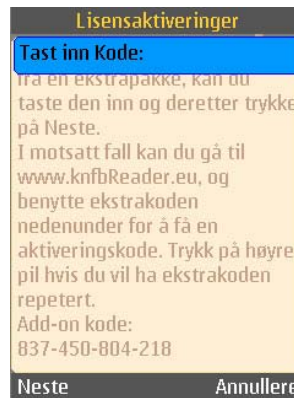 Lisensaktiveringer
Tast inn Kode:
fra en ekstrapakke, kan du
taste den inn og deretter trykke
på Neste.
I motsatt fall kan du gå til
www.knfbReader.eu, og
benytte ekstrakoden
nedenunder for å få en
aktiveringskode. Trykk på høyre
pil hvis du vil ha ekstrakoden
repetert.
Add-on kode:
837-450-804-218
Neste Annullere